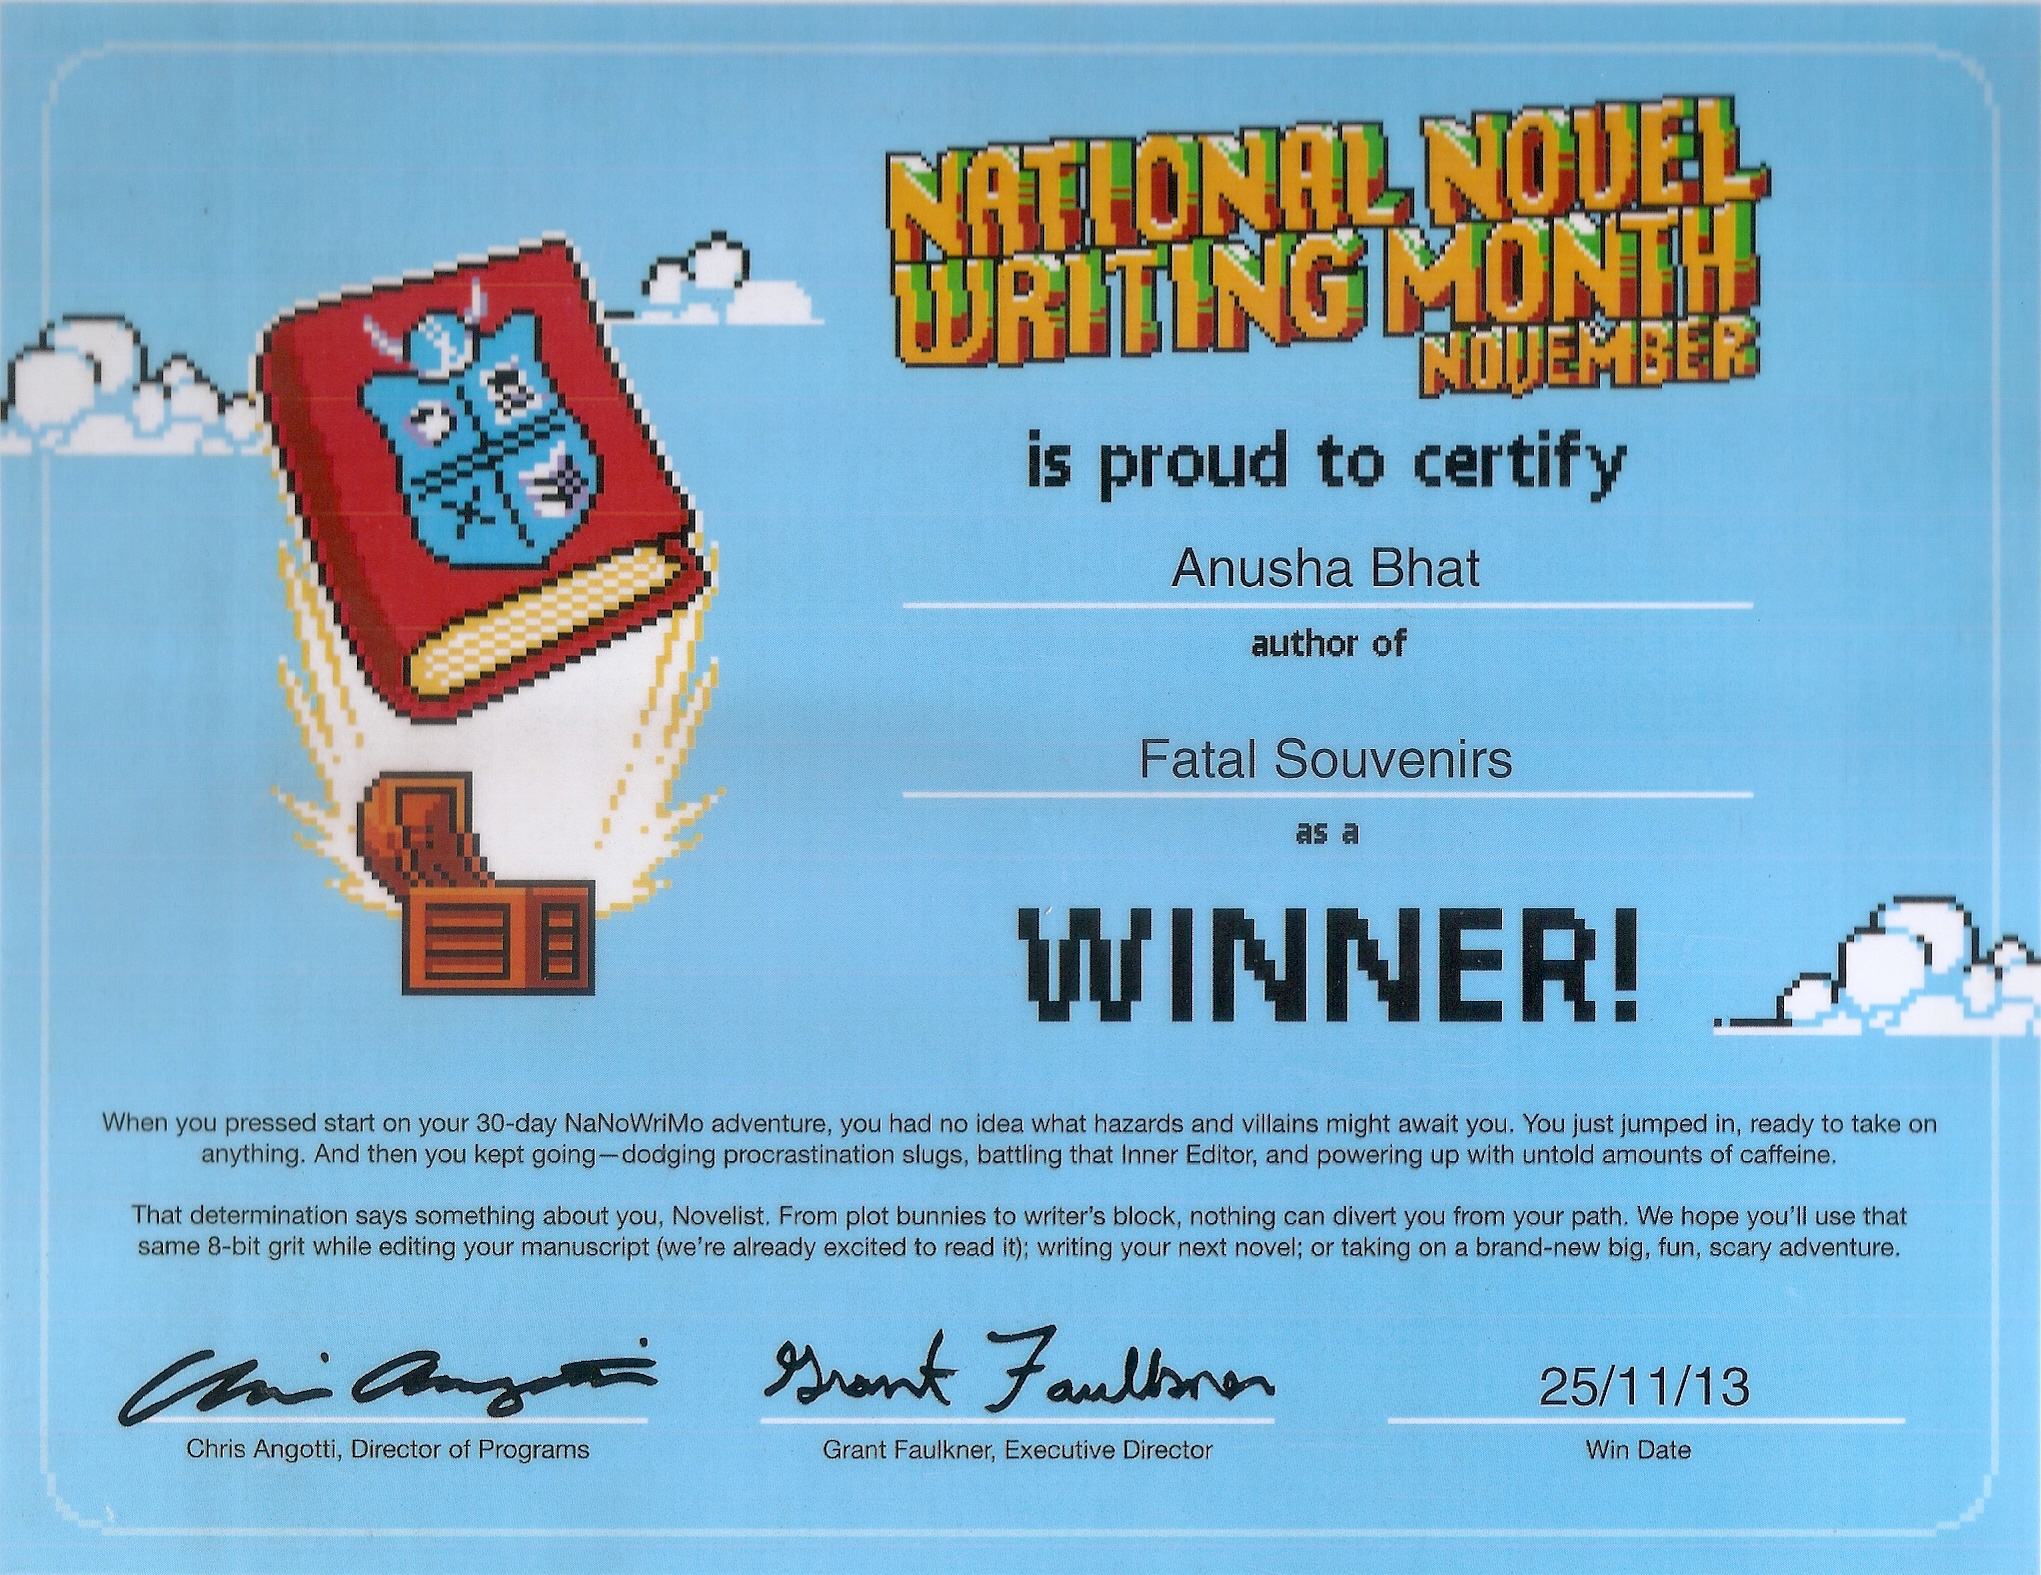 NATIONAL NOVEL
WRITING MONTH
NOVEMBER
is proud to certify
Anusha Bhat
author of
Fatal Souvenirs
as a
WINNER!
When you pressed start on your 30-day NaNoWriMo adventure, you had no idea what hazards and villains might await you. You just jumped in, ready to take on
anything. And then you kept going—dodging procrastination slugs, battling that Inner Editor, and powering up with untold amounts of caffeine.
That determination says something about you, Novelist. From plot bunnies to writer's block, nothing can divert you from your path. We hope you'll use that
same 8-bit grit while editing your manuscript (we're already excited to read it); writing your next novel; or taking on a brand-new big, fun, scary adventure.
Chris Angotti Grant Faulkner 25/11/13
Chris Angotti, Director of Programs Grant Faulkner, Executive Director Win Date